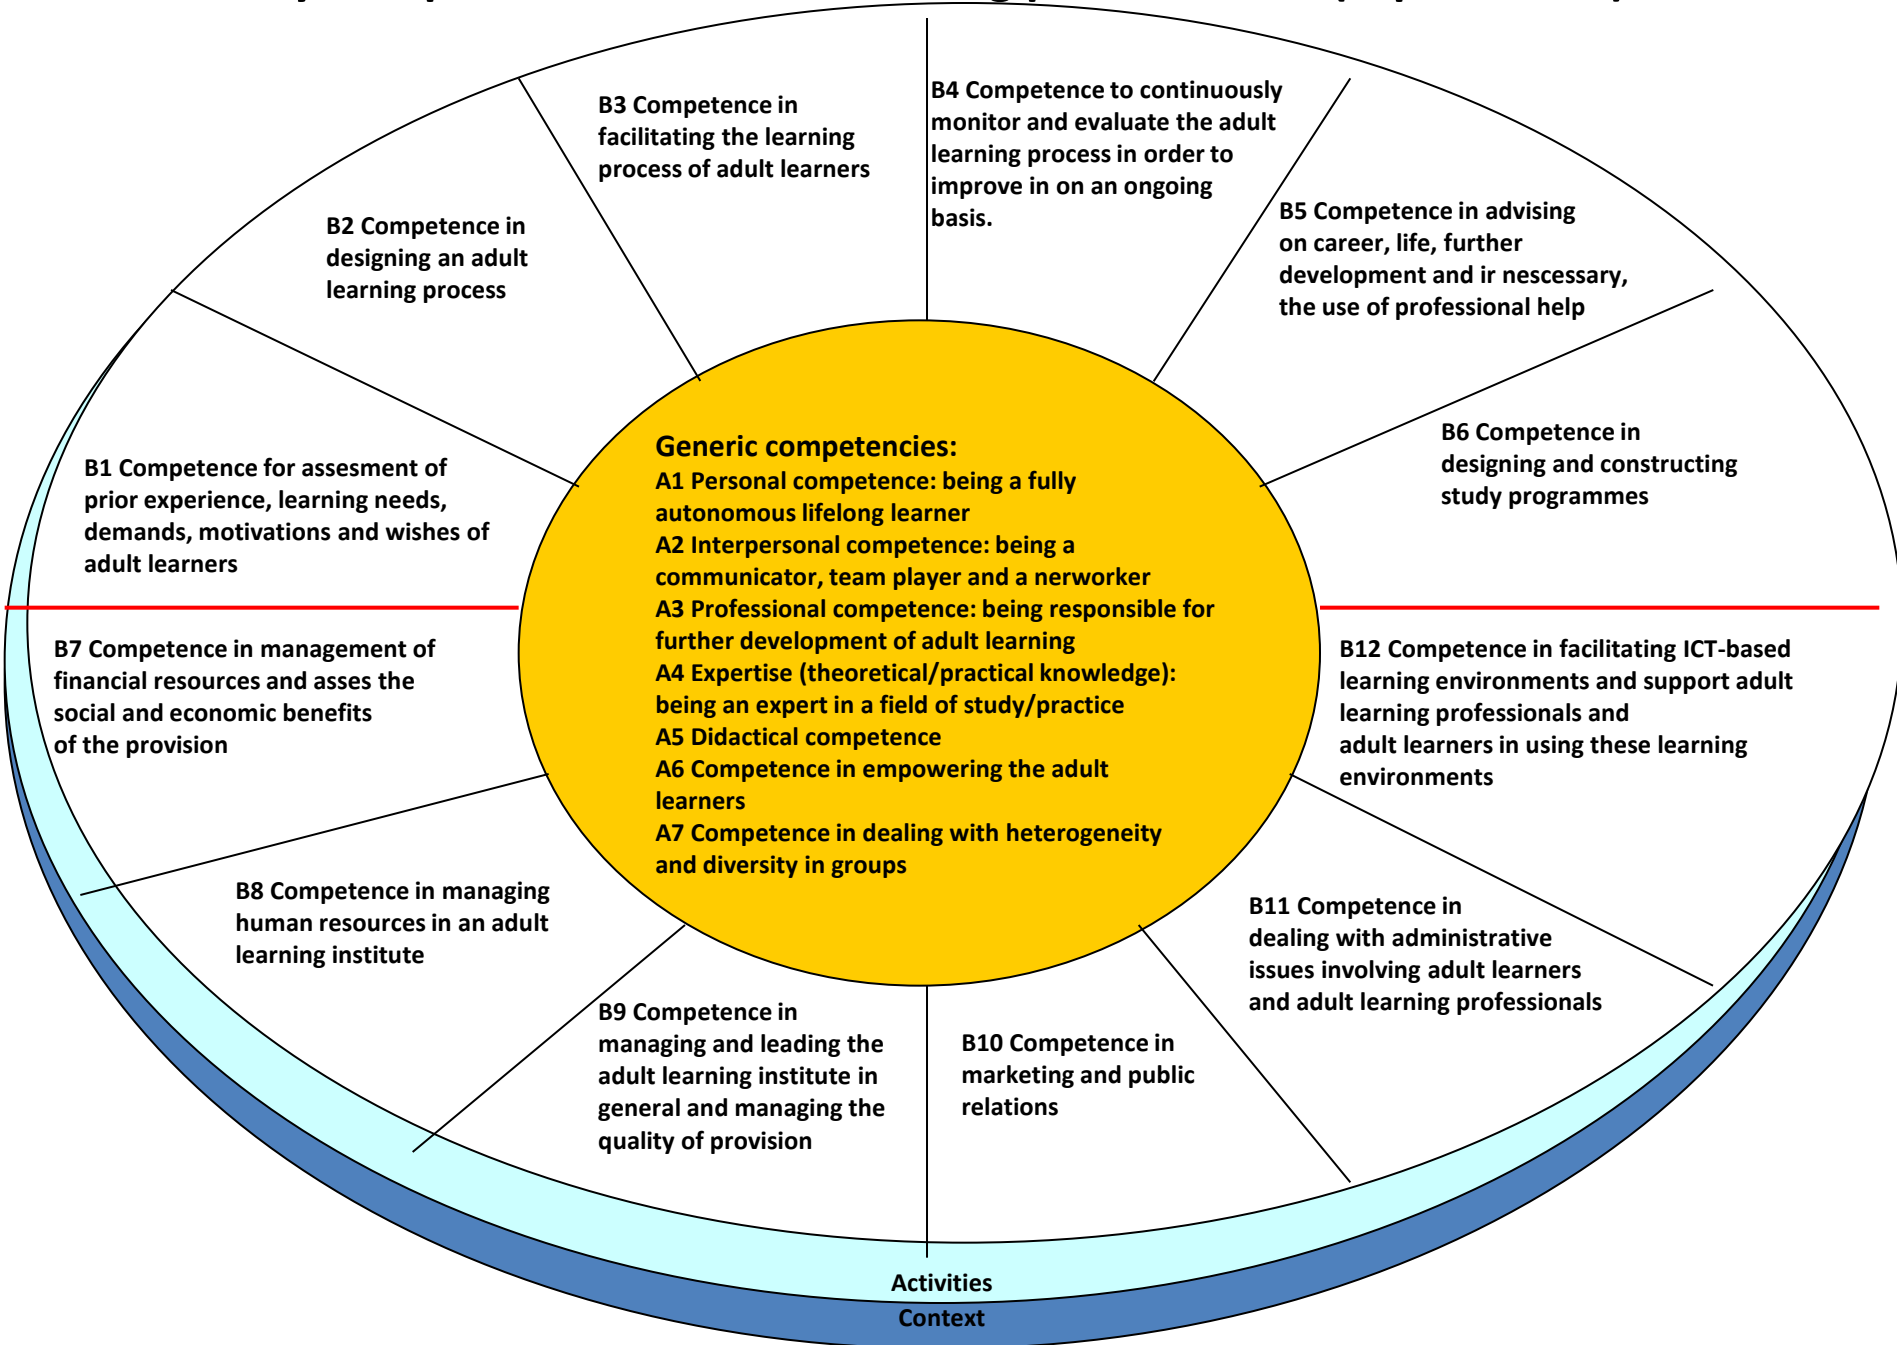 B3 Competence in
facilitating the learning
process of adult learners
B4 Competence to continuously
monitor and evaluate the adult
learning process in order to
improve in on an ongoing
basis.
B2 Competence in
designing an adult
learning process
B5 Competence in advising
on career, life, further
development and ir nescessary,
the use of professional help
B1 Competence for assesment of
prior experience, learning needs,
demands, motivations and wishes of
adult learners
Generic competencies:
A1 Personal competence: being a fully
autonomous lifelong learner
A2 Interpersonal competence: being a
communicator, team player and a nerworker
A3 Professional competence: being responsible for
further development of adult learning
A4 Expertise (theoretical/practical knowledge):
being an expert in a field of study/practice
A5 Didactical competence
A6 Competence in empowering the adult
learners
A7 Competence in dealing with heterogeneity
and diversity in groups
B6 Competence in
designing and constructing
study programmes
B7 Competence in management of
financial resources and asses the
social and economic benefits
of the provision
B12 Competence in facilitating ICT-based
learning environments and support adult
learning professionals and
adult learners in using these learning
environments
B8 Competence in managing
human resources in an adult
learning institute
B11 Competence in
dealing with administrative
issues involving adult learners
and adult learning professionals
B9 Competence in
managing and leading the
adult learning institute in
general and managing the
quality of provision
B10 Competence in
marketing and public
relations
Activities
Context